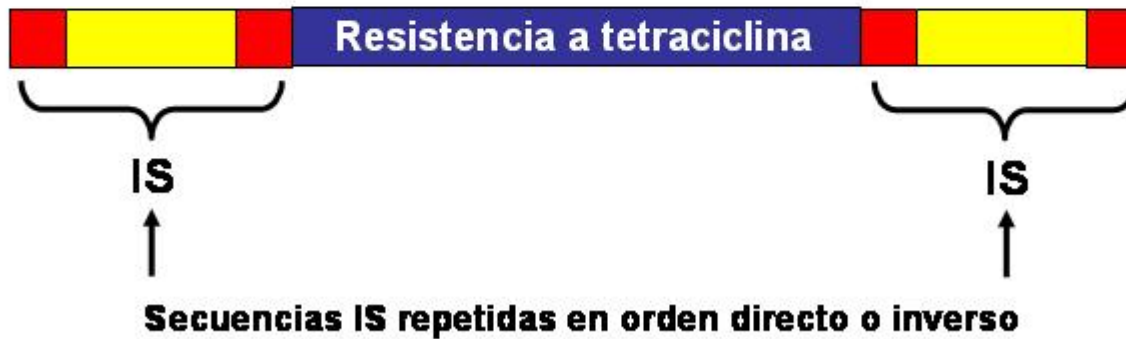 Resistencia a tetraciclina
IS
IS
Secuencias IS repetidas en orden directo o inverso